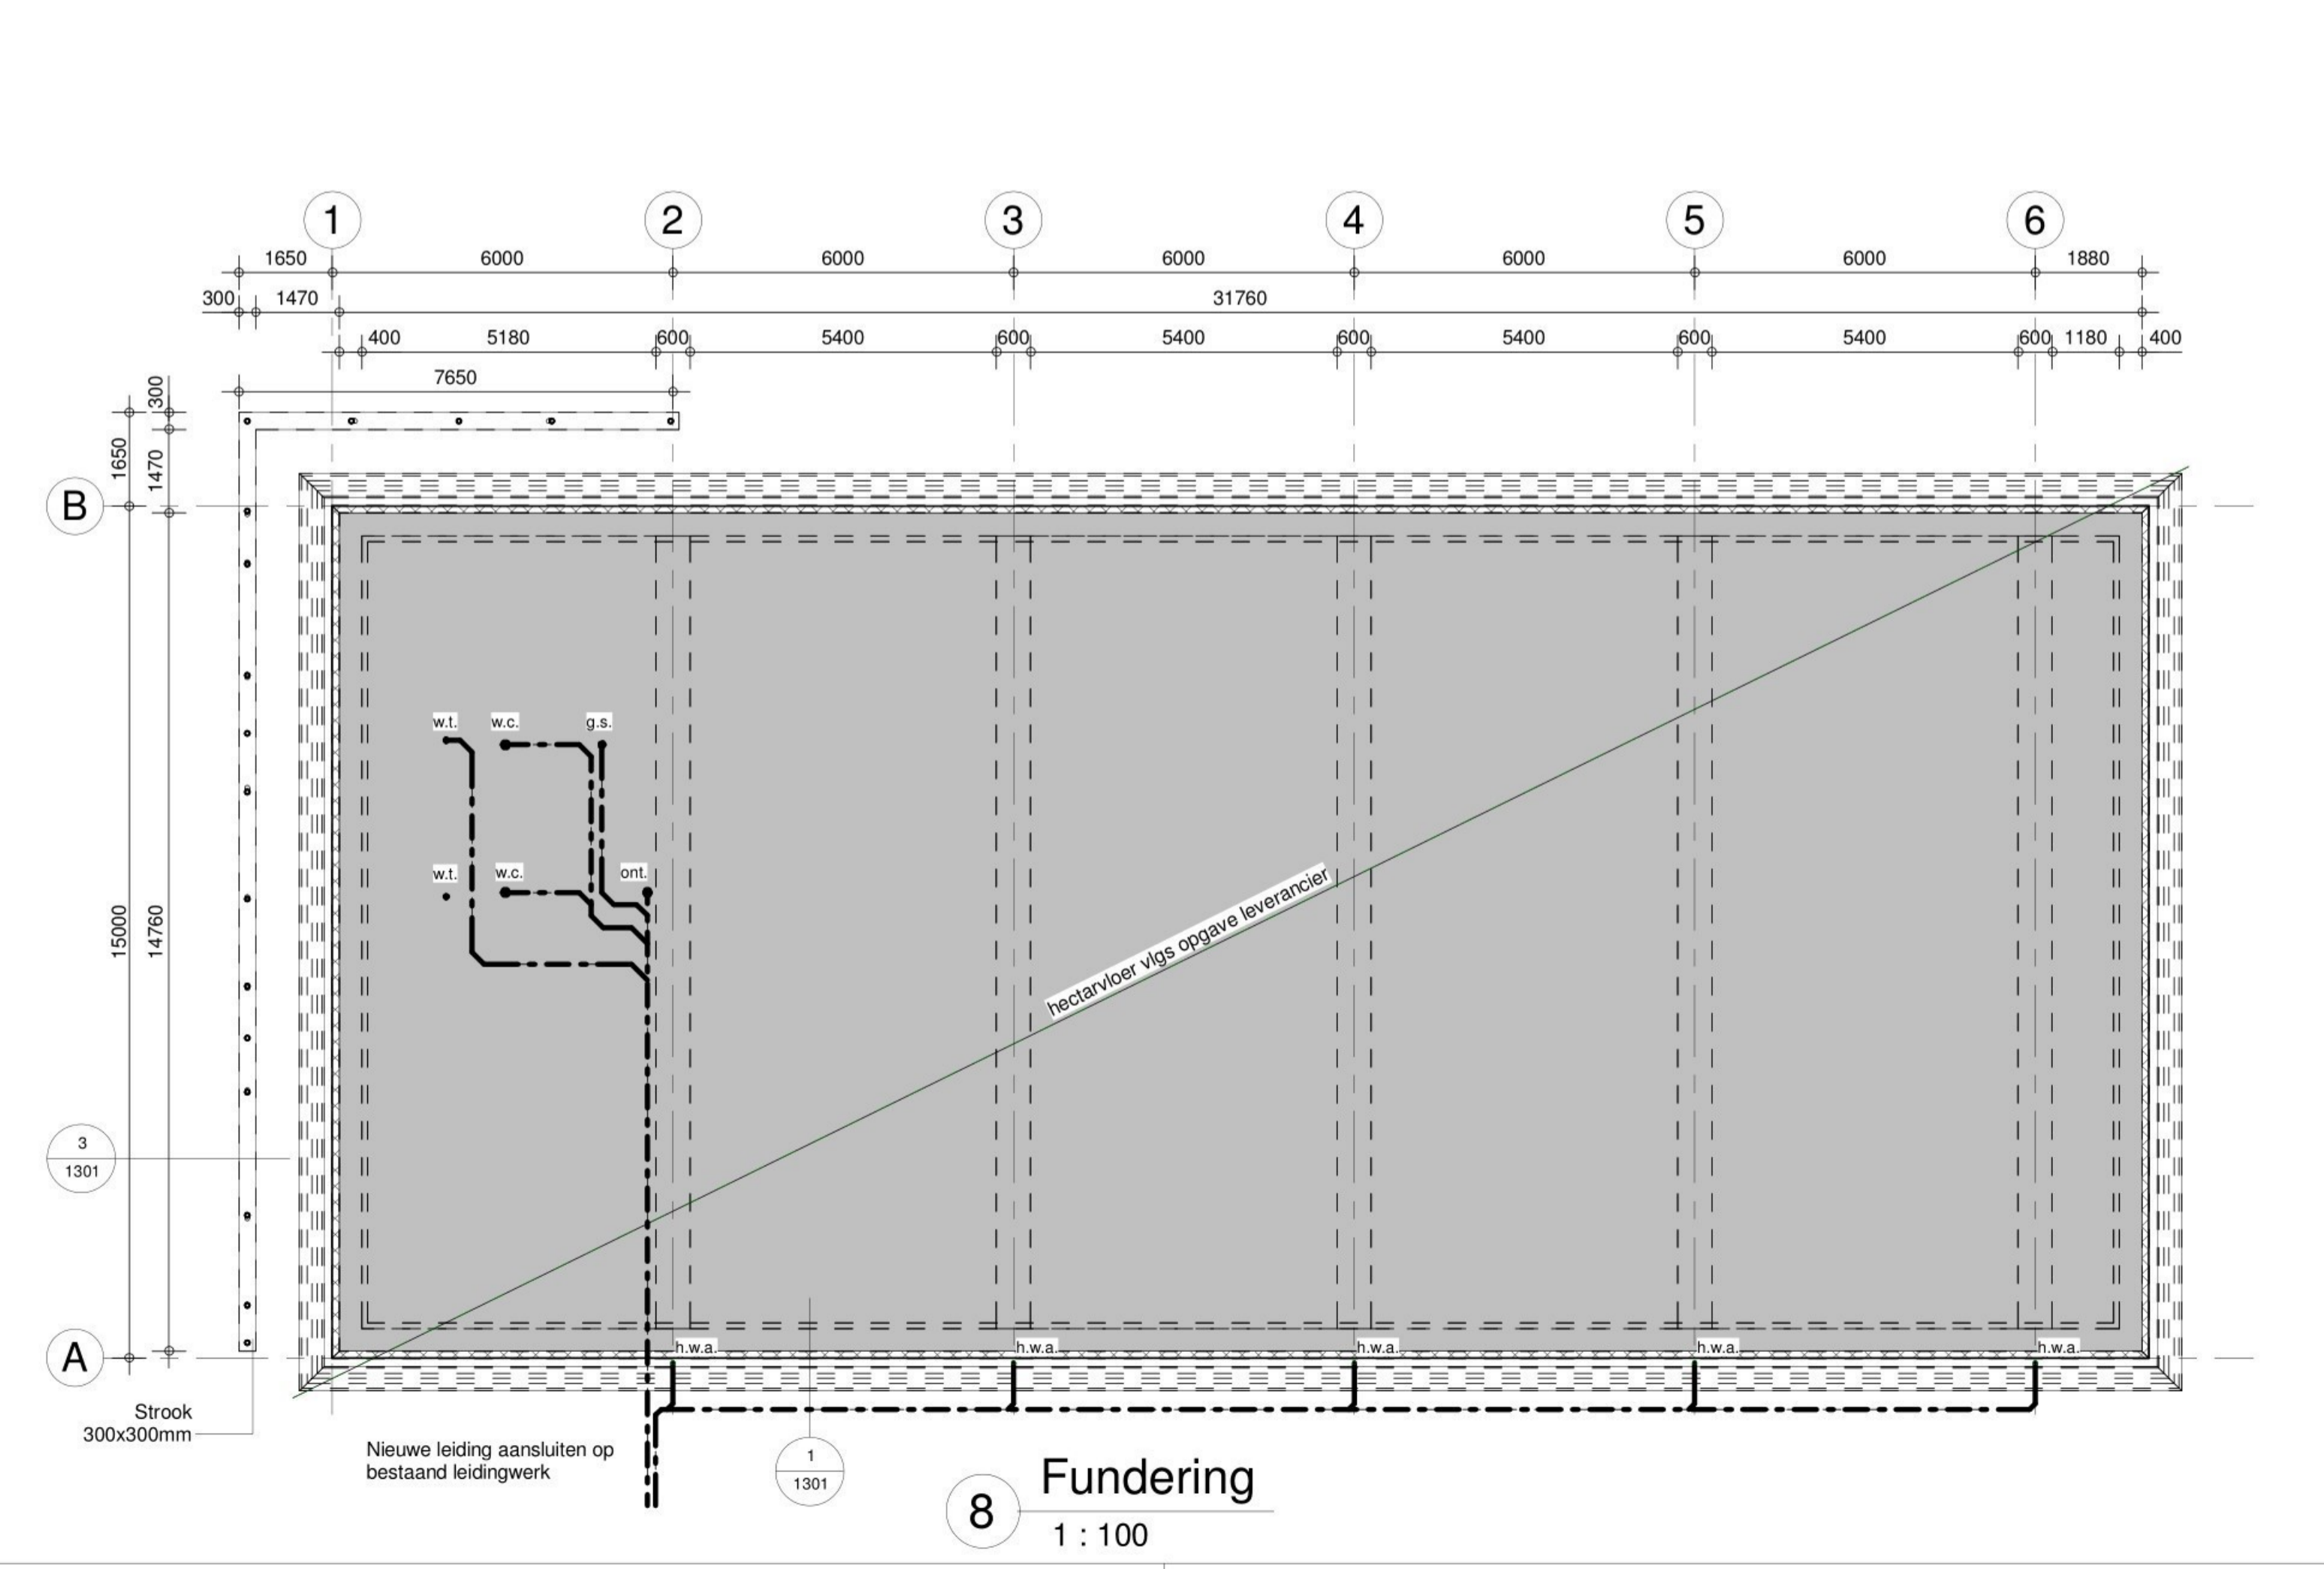 1 2 3 4 5 6
1650 6000 6000 6000 6000 6000 1880
300 1470 31760
400 5180 600 5400 600 5400 600 5400 600 5400 600 1180 400
7650
300
1650
1470
B
w.t. w.c. g.s.
w.t. w.c. ont.
hectarvloer vlgs opgave leverancier
15000
14760
3
1301
h.w.a. h.w.a. h.w.a. h.w.a. h.w.a.
A
Strook
300x300mm
Nieuwe leiding aansluiten op
bestaand leidingwerk
1
1301
8 Fundering
1 : 100